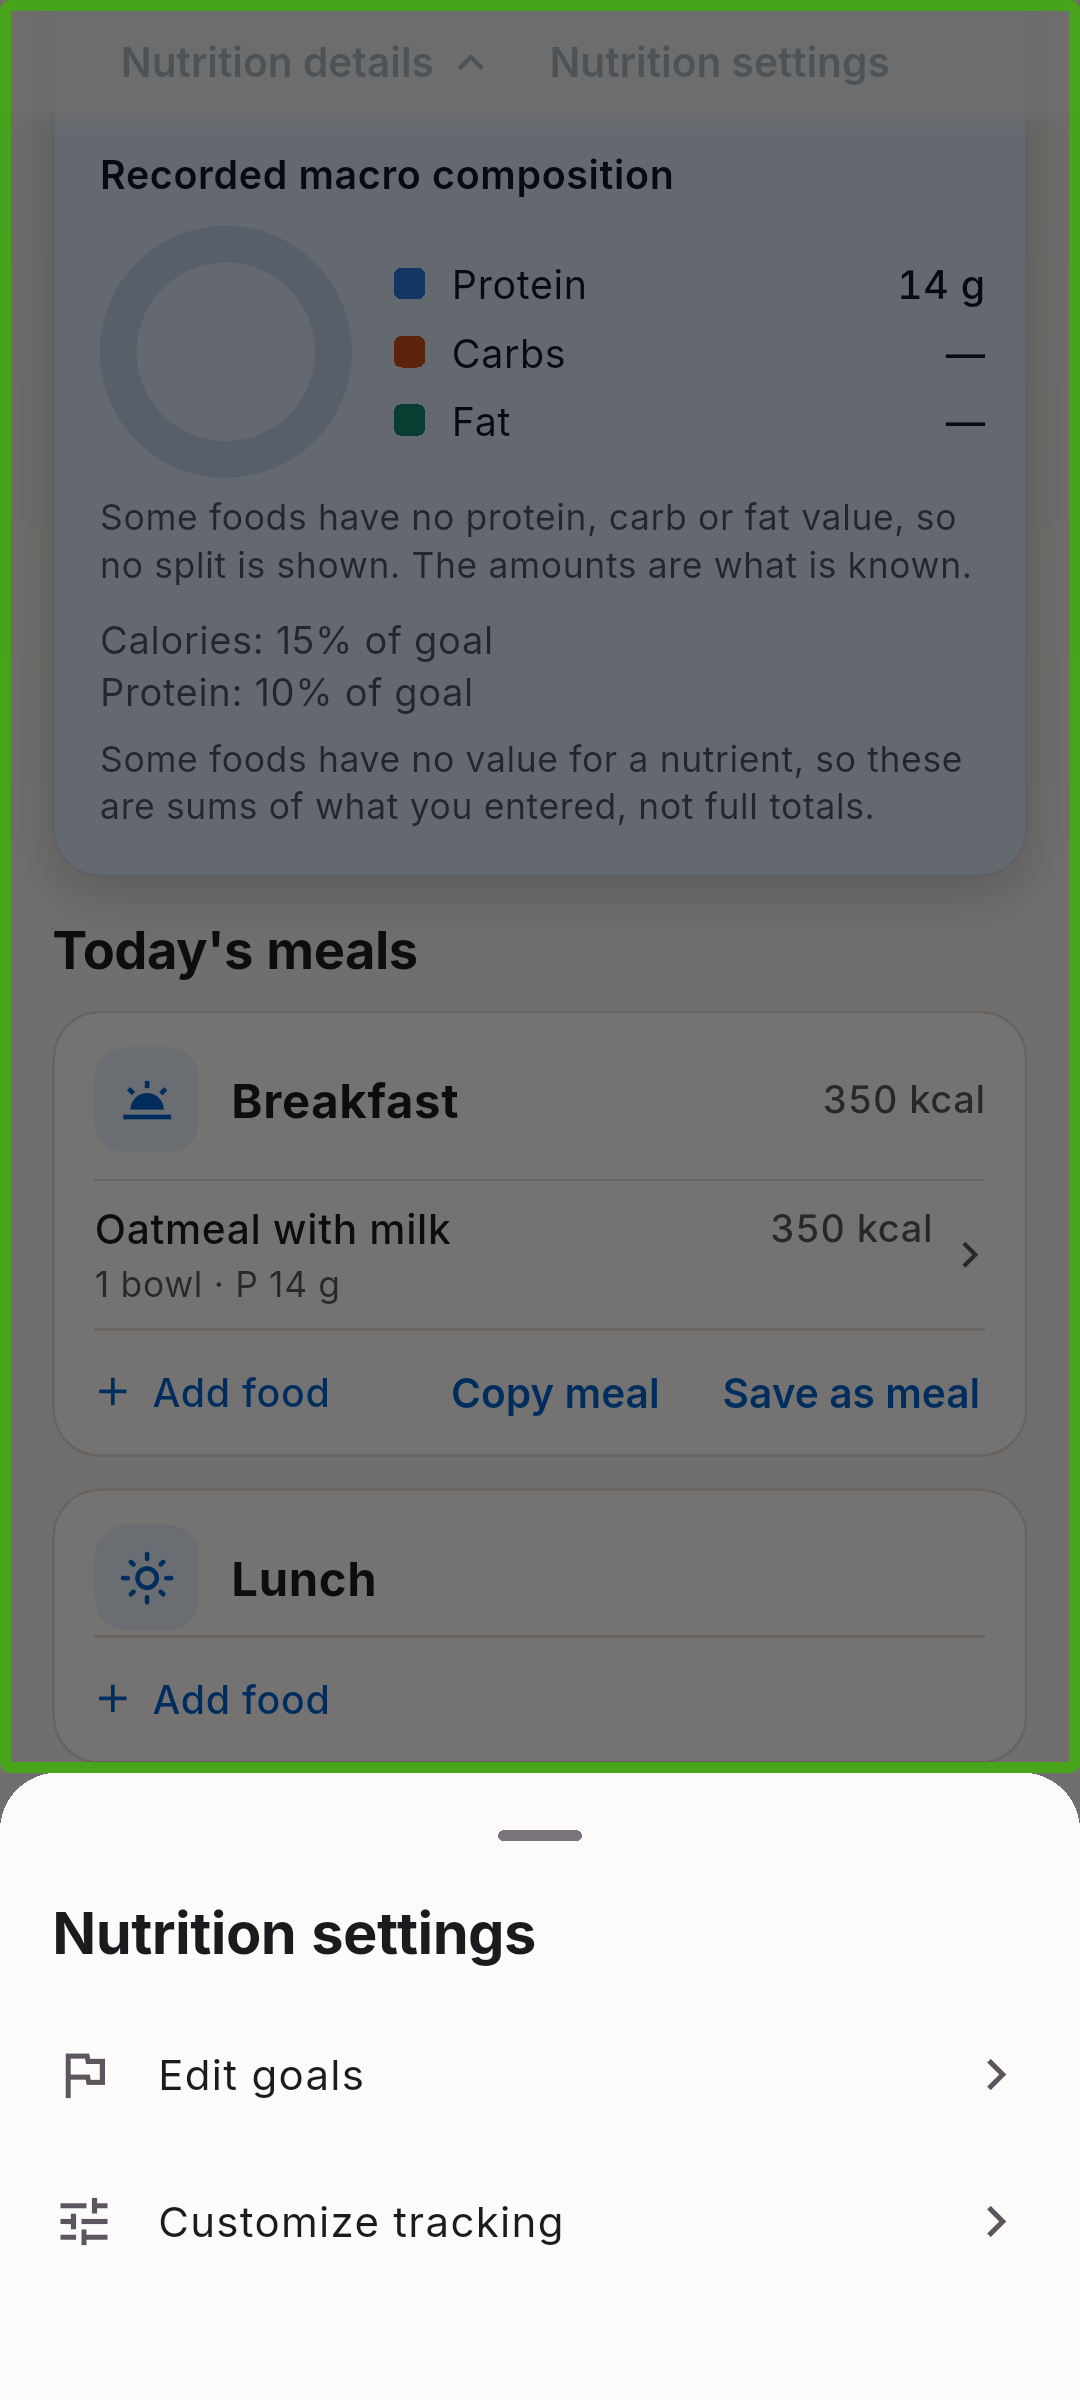 Nutrition details
Nutrition settings
Recorded macro composition
Protein 14 g
Carbs —
Fat —
Some foods have no protein, carb or fat value, so
no split is shown. The amounts are what is known.
Calories: 15% of goal
Protein: 10% of goal
Some foods have no value for a nutrient, so these
are sums of what you entered, not full totals.
Today's meals
Breakfast 350 kcal
Oatmeal with milk 350 kcal
1 bowl · P 14 g
+ Add food Copy meal Save as meal
Lunch
+ Add food
Nutrition settings
Edit goals
Customize tracking